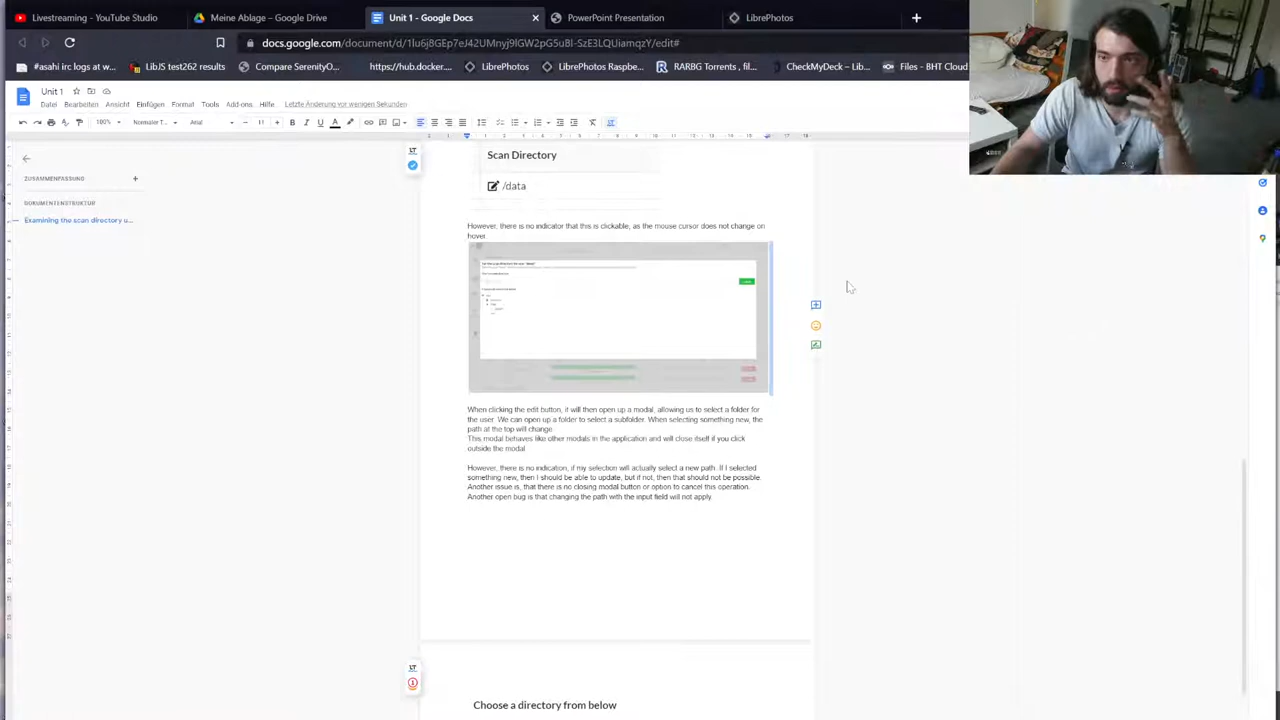 Livestreaming - YouTube Studio
Meine Ablage – Google Drive
Unit 1 - Google Docs
PowerPoint Presentation
LibrePhotos
#asahi irc logs at w...
LibJS test262 results
Compare SerenityO...
https://j.docker....
LibrePhotos
LibrePhotos Raspbe...
RARBG Torrents , fil...
CheckMyDeck – Lib...
Files - BHT Cloud
Unit 1
Datei
Bearbeiten
Ansicht
Einfügen
Format
Tools
Add-ons
Hilfe
Letzte Änderung vor wenigen Sekunden
100%
Normaler T...
Arial
11
ZUSAMMENFASSUNG
DOKUMENTENSTRUKTUR
Examining the scan directory u...
Scan Directory
/data
However, there is no indicator that this is clickable, as the mouse cursor does not change on
hover.
When clicking the edit button, it will then open up a modal, allowing us to select a folder for
the user. We can open up a folder to select a subfolder. When selecting something new, the
path at the top will change.
This modal behaves like other modals in the application and will close itself if you click
outside the modal
However, there is no indication, if my selection will actually select a new path. If I selected
something new, then I should be able to update, but if not, then that should not be possible.
Another issue is, that there is no closing modal button or option to cancel this operation.
Another open bug is that changing the path with the input field will not apply.
Choose a directory from below